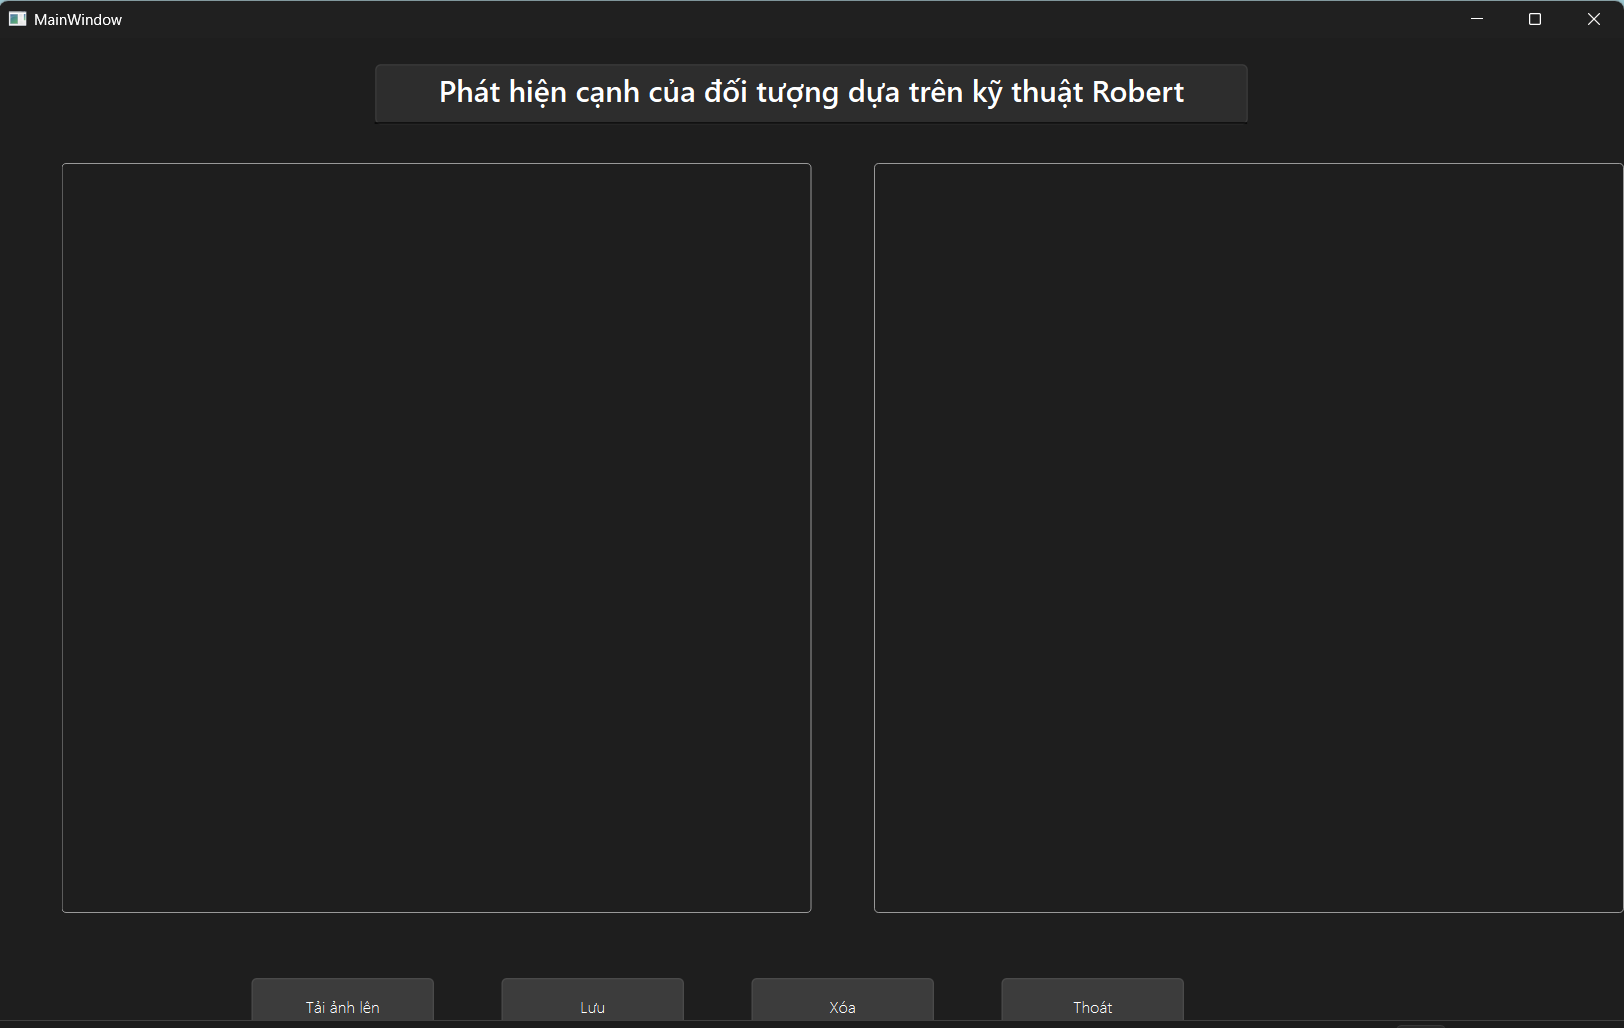 MainWindow
Phát hiện cạnh của đối tượng dựa trên kỹ thuật Robert
Tải ảnh lên
Lưu
Xóa
Thoát